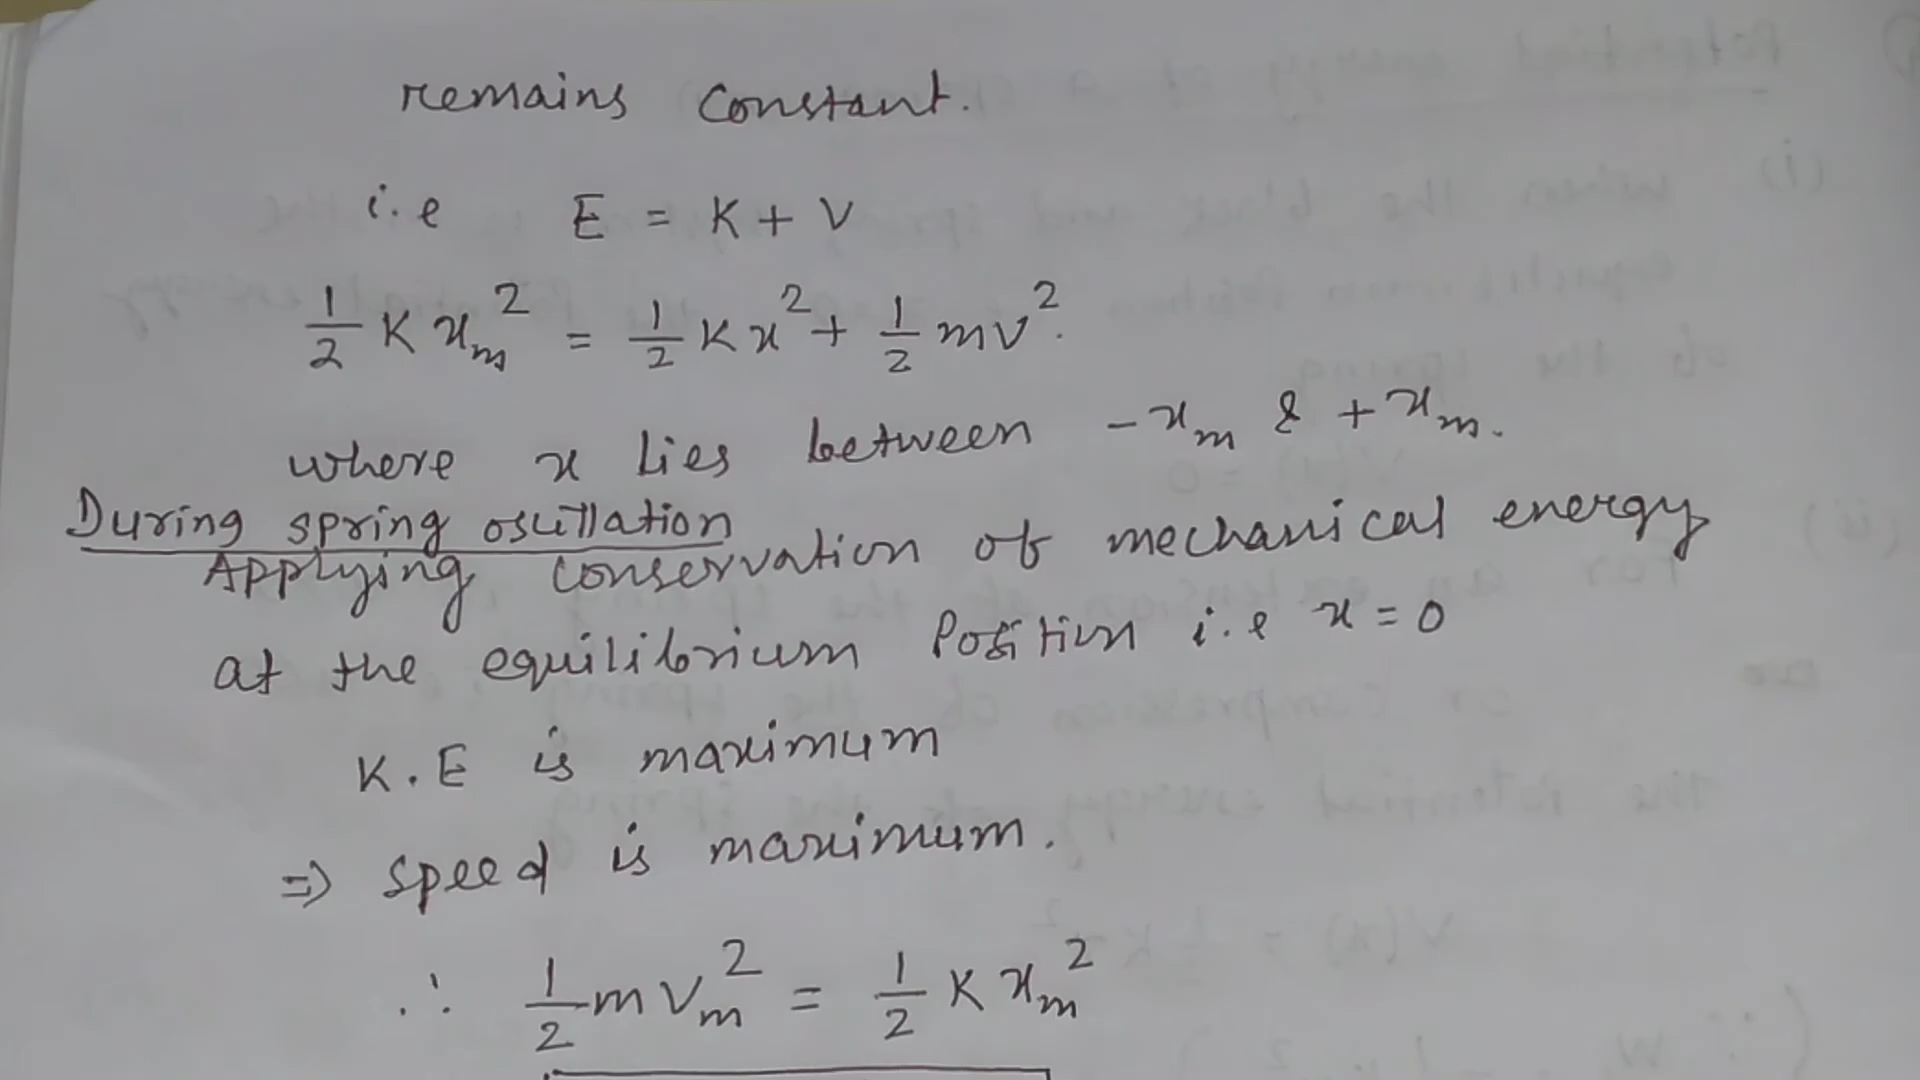 remains constant.
i.e E = K + V
1/2 K x_m^2 = 1/2 K x^2 + 1/2 m v^2.
where x lies between -x_m & +x_m.
During spring oscillation
Applying conservation of mechanical energy
at the equilibrium Position i.e x = 0
K.E is maximum
⇒ speed is maximum.
∴ 1/2 m v_m^2 = 1/2 K x_m^2